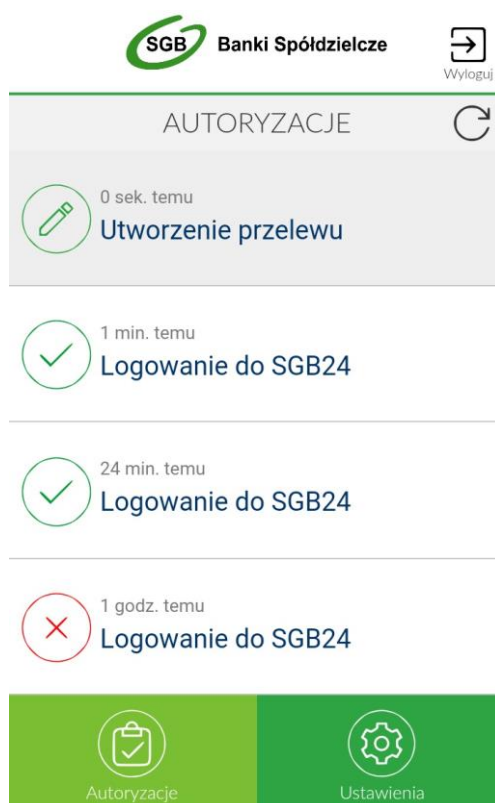 SGB Banki Spółdzielcze
Wyloguj
AUTORYZACJE
0 sek. temu
Utworzenie przelewu
1 min. temu
Logowanie do SGB24
24 min. temu
Logowanie do SGB24
1 godz. temu
Logowanie do SGB24
Autoryzacje
Ustawienia